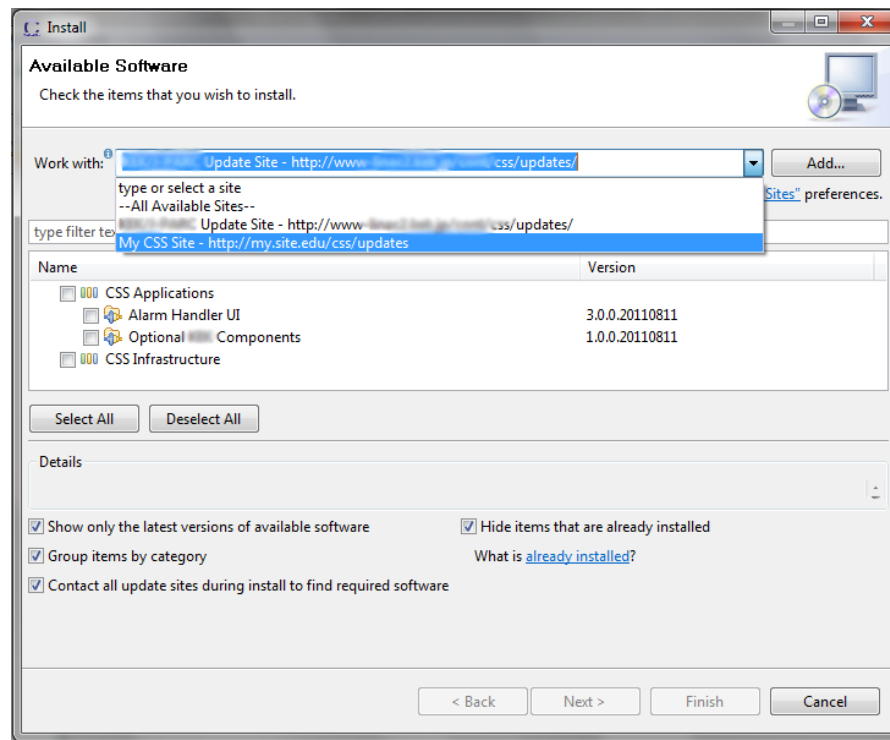 Install
Available Software
Check the items that you wish to install.
Work with: Update Site - http://www css/updates/
Add...
type or select a site
--All Available Sites--
Update Site - http://www- css/updates/
My CSS Site - http://my.site.edu/css/updates
Sites" preferences.
type filter
Name Version
CSS Applications
Alarm Handler UI 3.0.0.20110811
Optional Components 1.0.0.20110811
CSS Infrastructure
Select All Deselect All
Details
Show only the latest versions of available software Hide items that are already installed
Group items by category What is already installed?
Contact all update sites during install to find required software
< Back Next > Finish Cancel